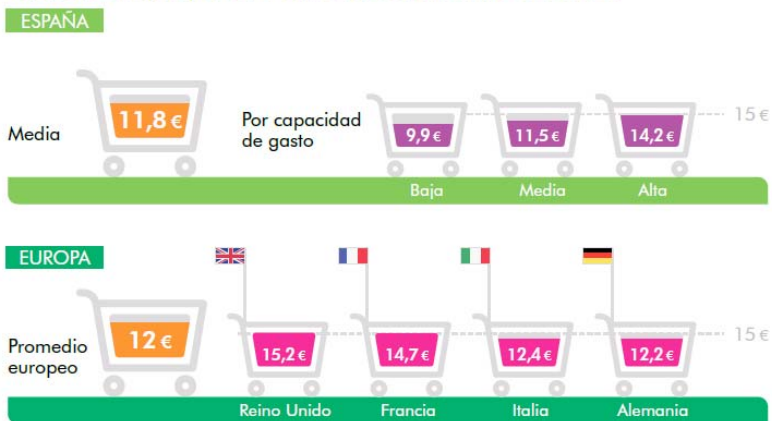 ESPAÑA
Media
11,8 €
Por capacidad
de gasto
9,9 €
11,5 €
14,2 €
15 €
Baja
Media
Alta
EUROPA
Promedio
europeo
12 €
15,2 €
14,7 €
12,4 €
12,2 €
15 €
Reino Unido
Francia
Italia
Alemania